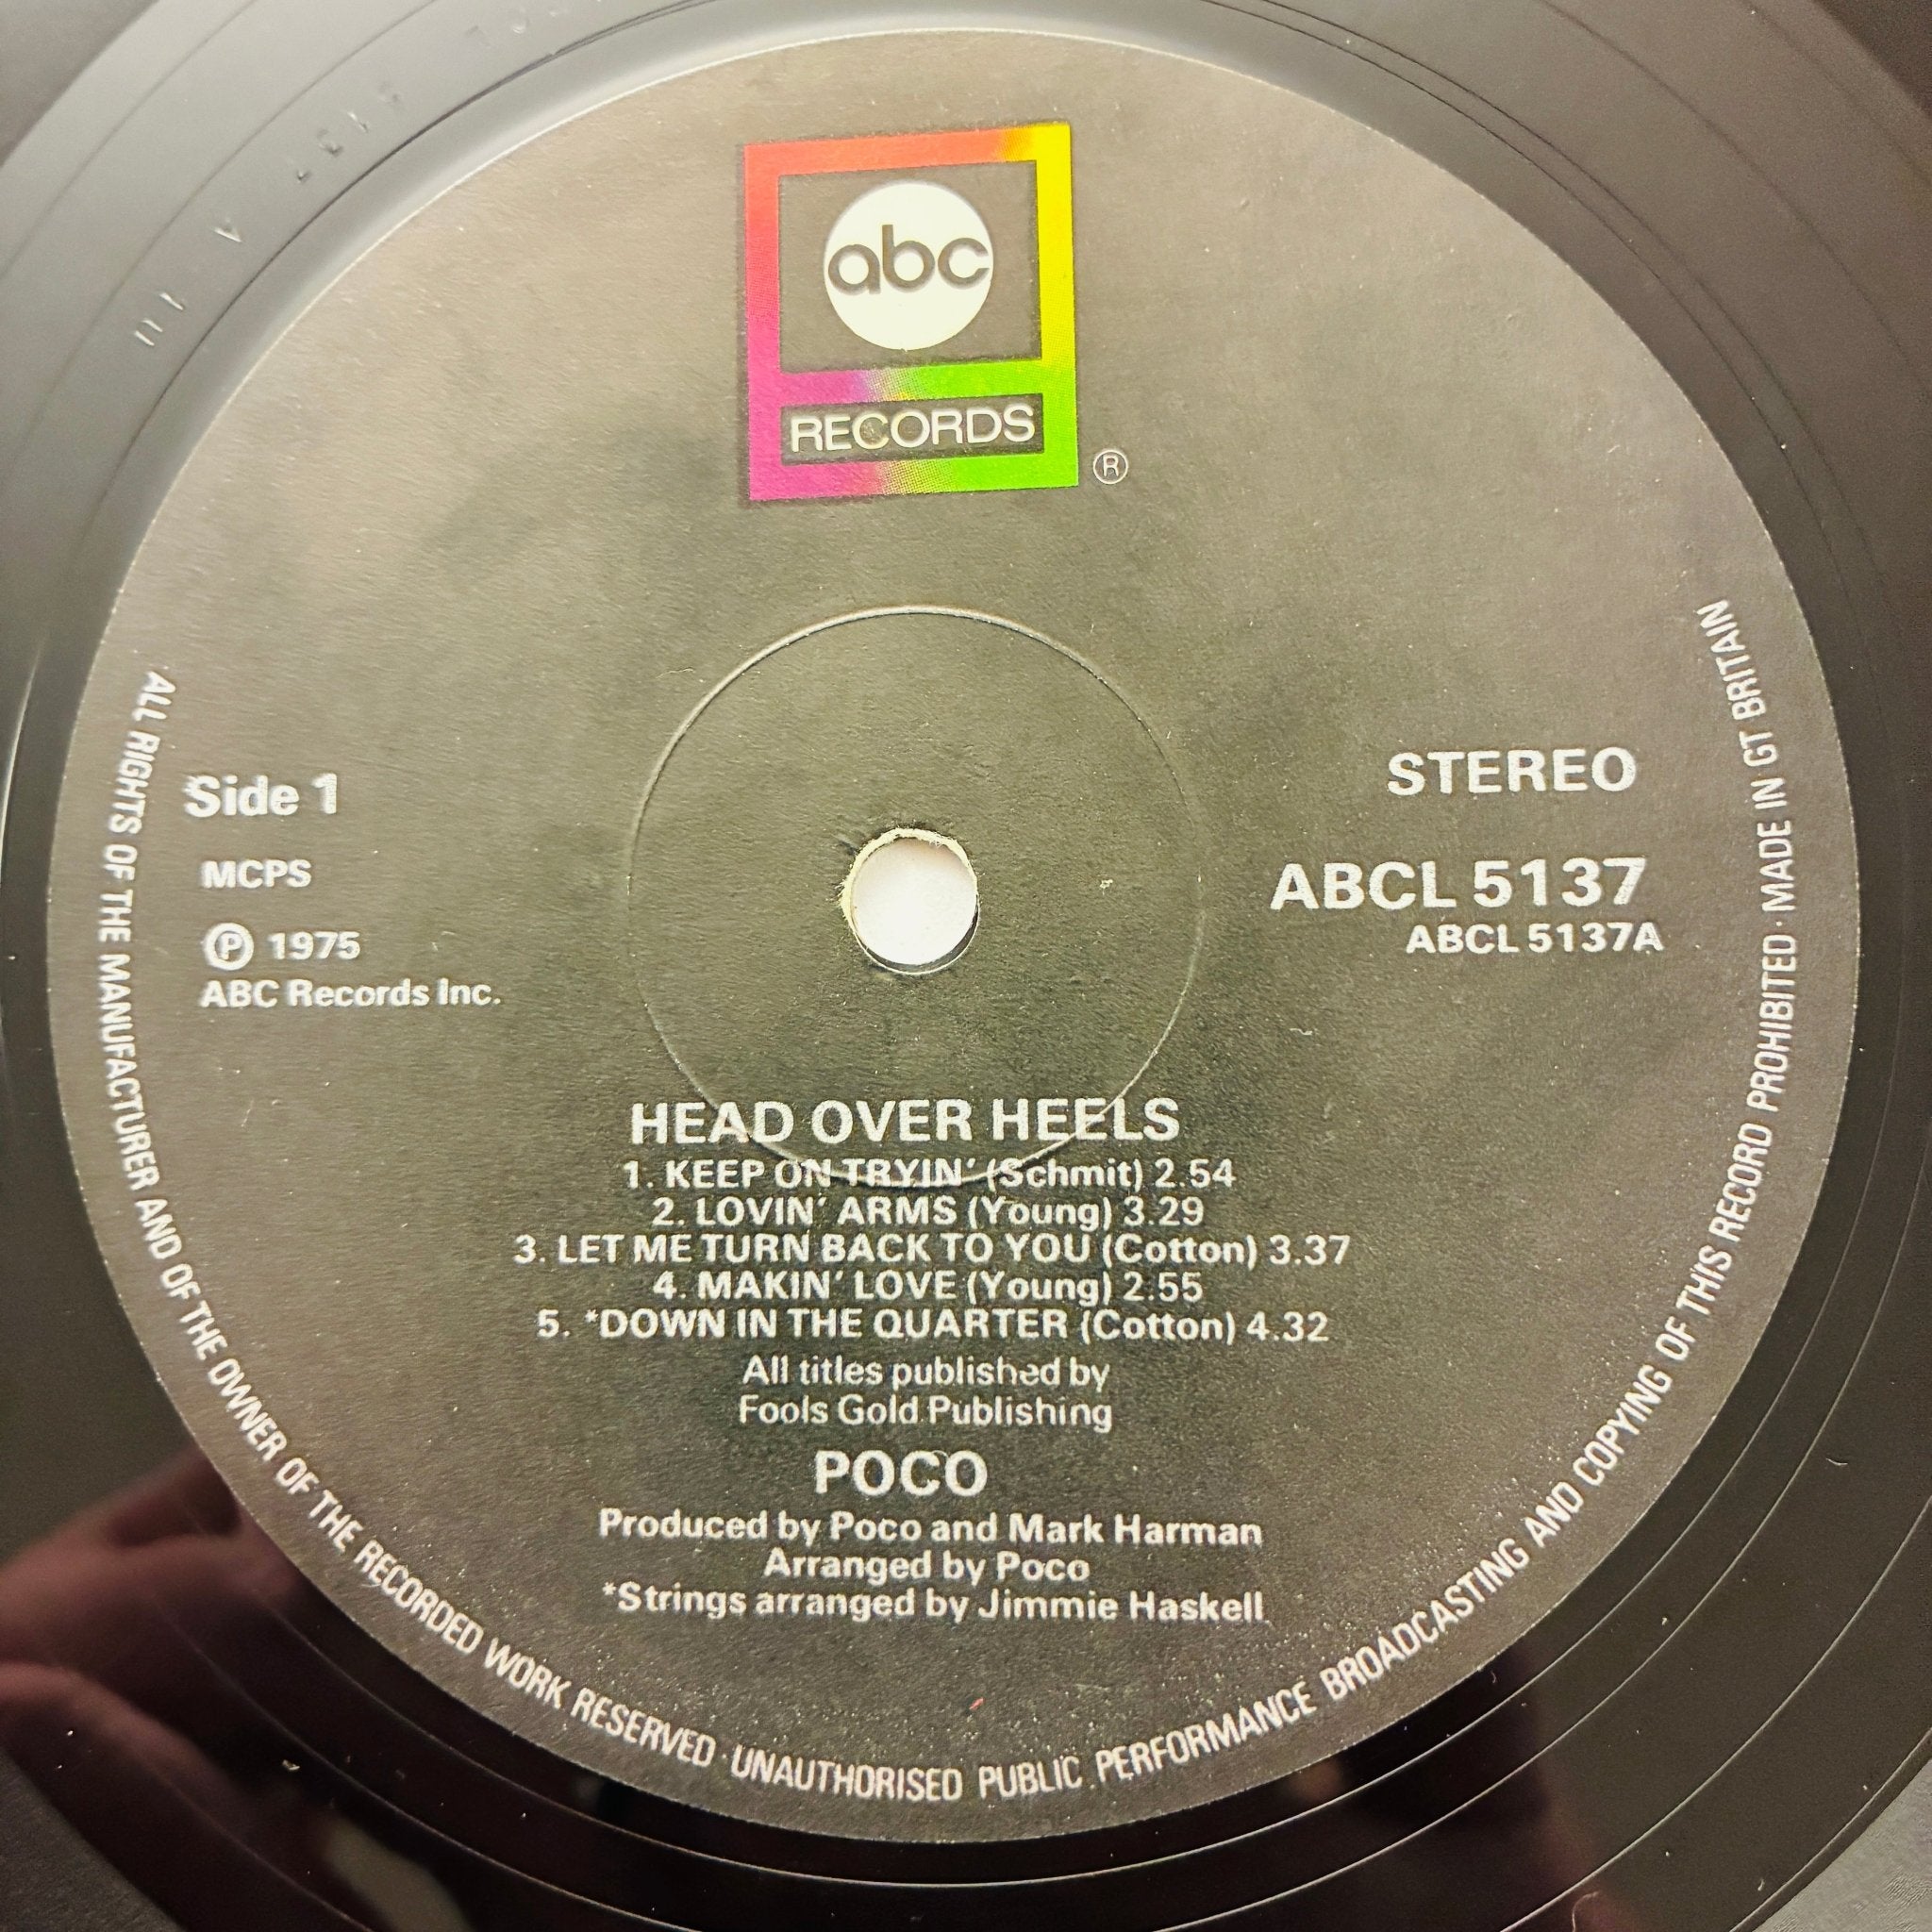 abc
RECORDS
®
Side 1
MCPS
℗ 1975
ABC Records Inc.
STEREO
ABCL 5137
ABCL 5137A
HEAD OVER HEELS
1. KEEP ON TRYIN' (Schmit) 2.54
2. LOVIN' ARMS (Young) 3.29
3. LET ME TURN BACK TO YOU (Cotton) 3.37
4. MAKIN' LOVE (Young) 2.55
5. *DOWN IN THE QUARTER (Cotton) 4.32
All titles published by
Fools Gold Publishing
POCO
Produced by Poco and Mark Harman
Arranged by Poco
*Strings arranged by Jimmie Haskell
ALL RIGHTS OF THE MANUFACTURER AND OF THE OWNER OF THE RECORDED WORK RESERVED · UNAUTHORISED PUBLIC PERFORMANCE BROADCASTING AND COPYING OF THIS RECORD PROHIBITED · MADE IN GT BRITAIN